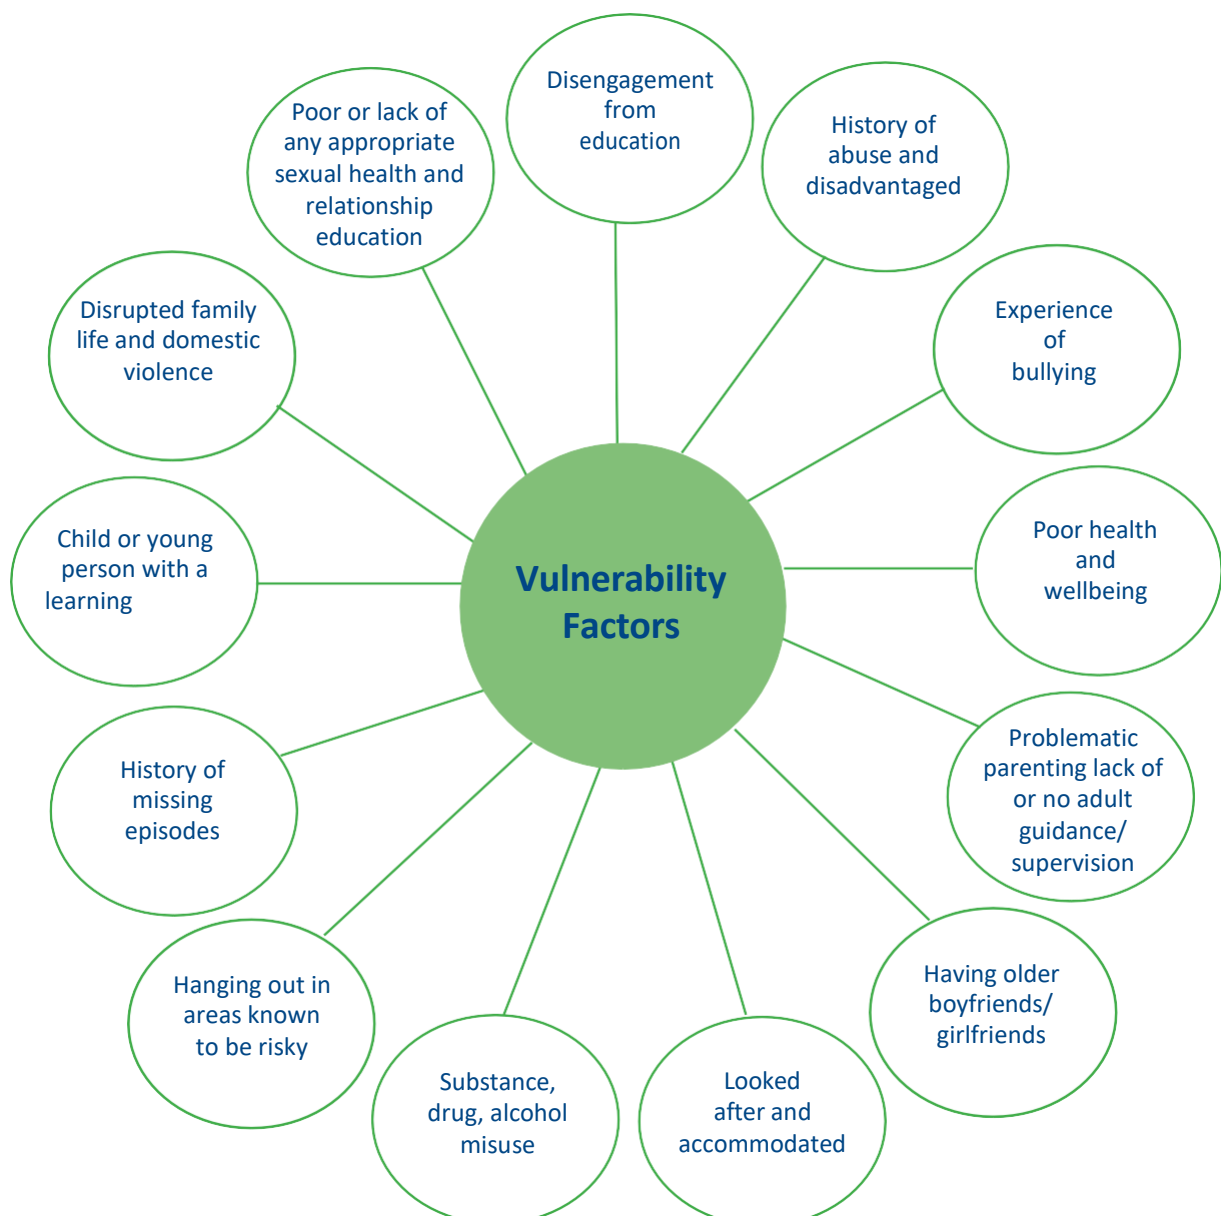 Disengagement
from
education
History of
abuse and
disadvantaged
Experience
of
bullying
Poor health
and
wellbeing
Problematic
parenting lack of
or no adult
guidance/
supervision
Having older
boyfriends/
girlfriends
Looked
after and
accommodated
Substance,
drug, alcohol
misuse
Hanging out in
areas known
to be risky
History of
missing
episodes
Child or young
person with a
learning
Disrupted family
life and domestic
violence
Poor or lack of
any appropriate
sexual health and
relationship
education
Vulnerability
Factors